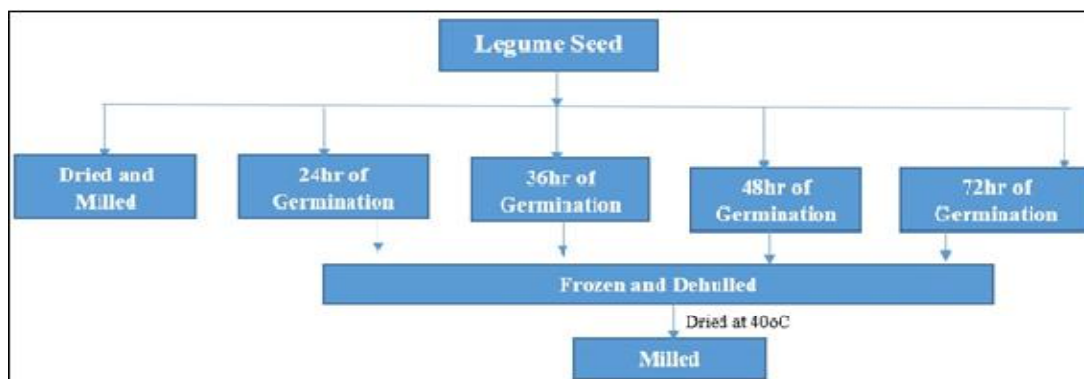 Legume Seed
Dried and
Milled
24hr of
Germination
36hr of
Germination
48hr of
Germination
72hr of
Germination
Frozen and Dehulled
Dried at 40oC
Milled